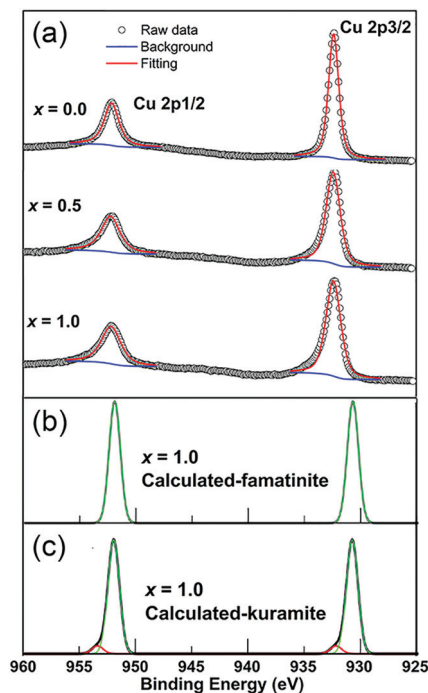 (a)
Raw data
Background
Fitting
Cu 2p3/2
Cu 2p1/2
x = 0.0
x = 0.5
x = 1.0
(b)
x = 1.0
Calculated-famatinite
(c)
x = 1.0
Calculated-kuramite
960 955 950 945 940 935 930 925
Binding Energy (eV)